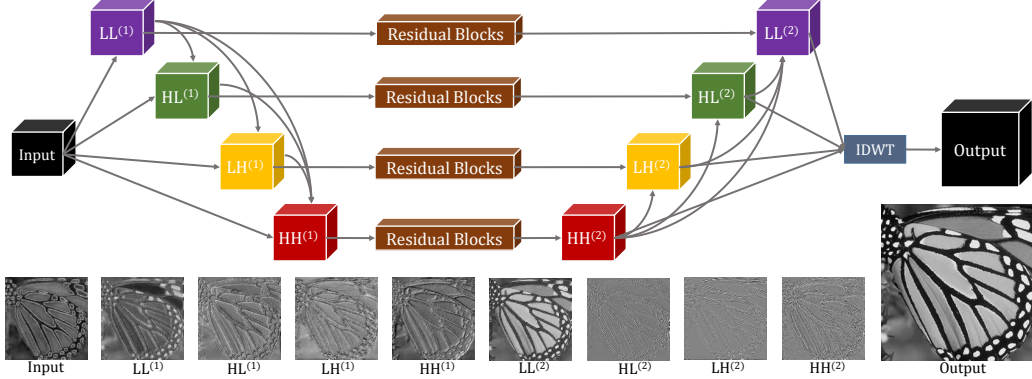 LL(1)
Residual Blocks
LL(2)
HL(1)
Residual Blocks
HL(2)
Input
LH(1)
Residual Blocks
LH(2)
IDWT
Output
HH(1)
Residual Blocks
HH(2)
Input
LL(1)
HL(1)
LH(1)
HH(1)
LL(2)
HL(2)
LH(2)
HH(2)
Output